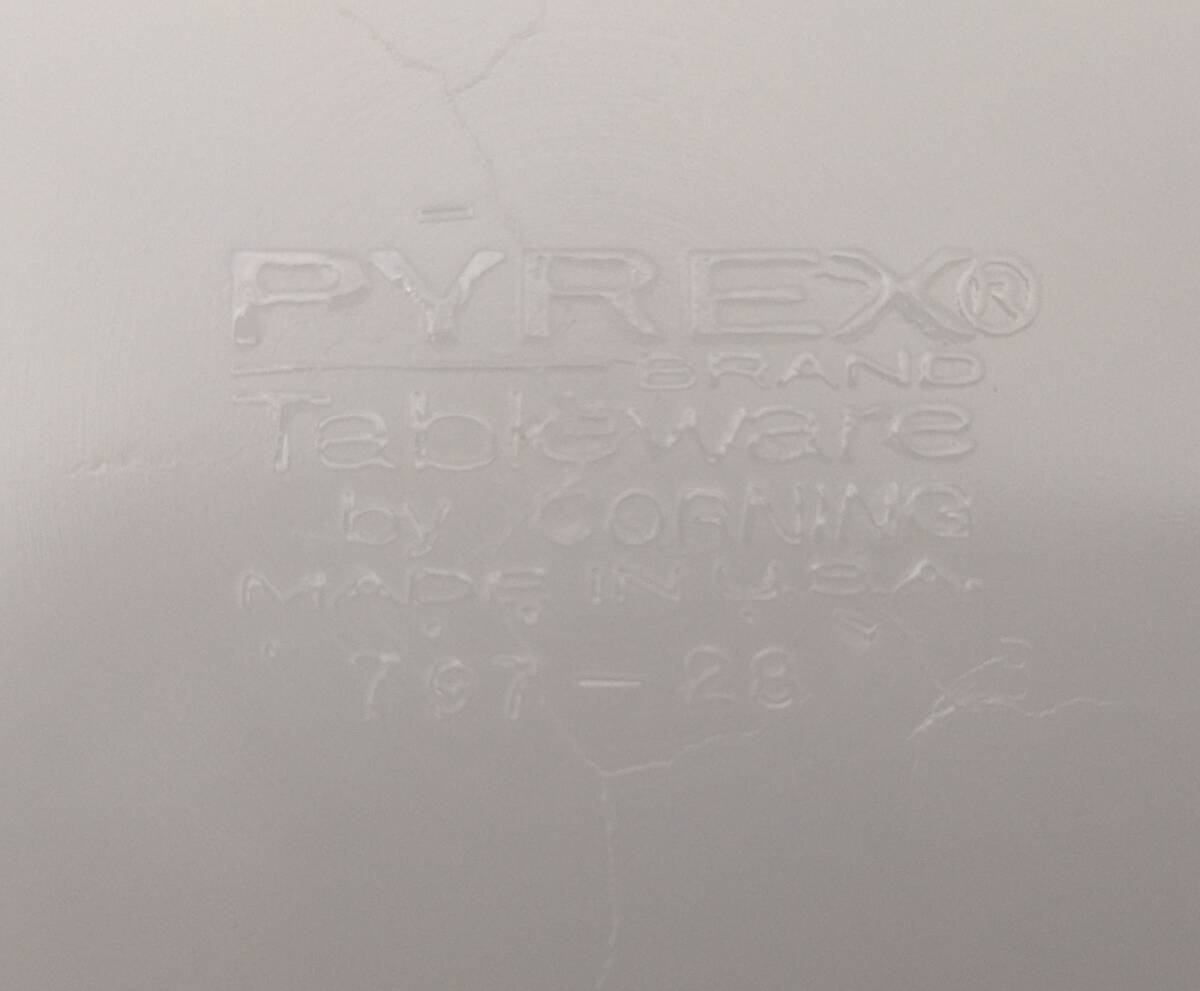 PYREX®
BRAND
Tableware
by CORNING
MADE IN U.S.A.
797-28